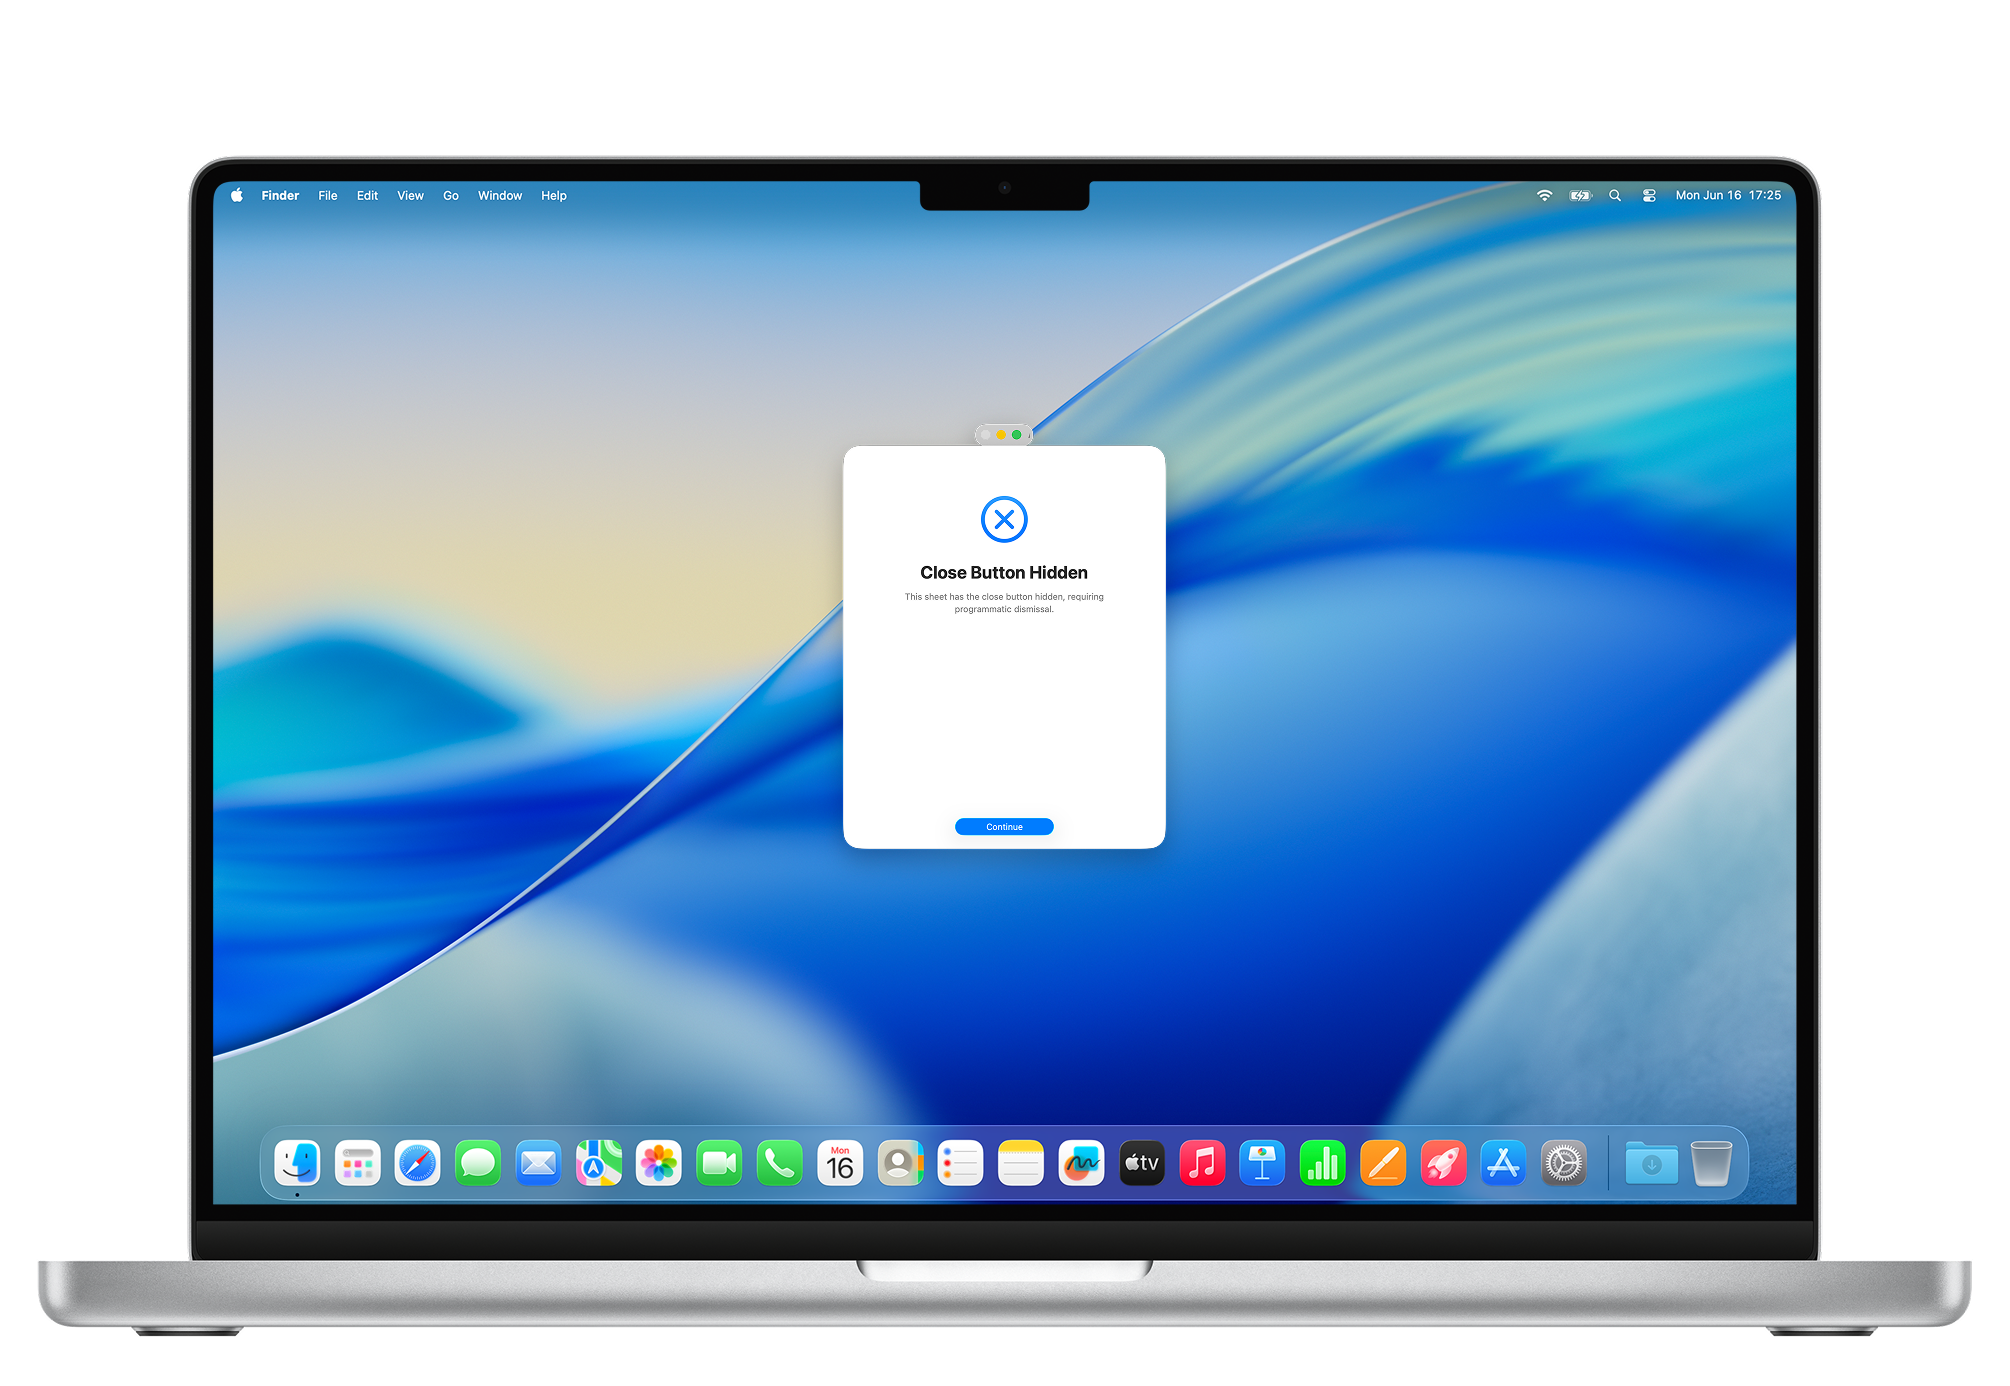 Finder File Edit View Go Window Help
Mon Jun 16 17:25
Close Button Hidden
This sheet has the close button hidden, requiring
programmatic dismissal.
Continue
Mon
16
tv